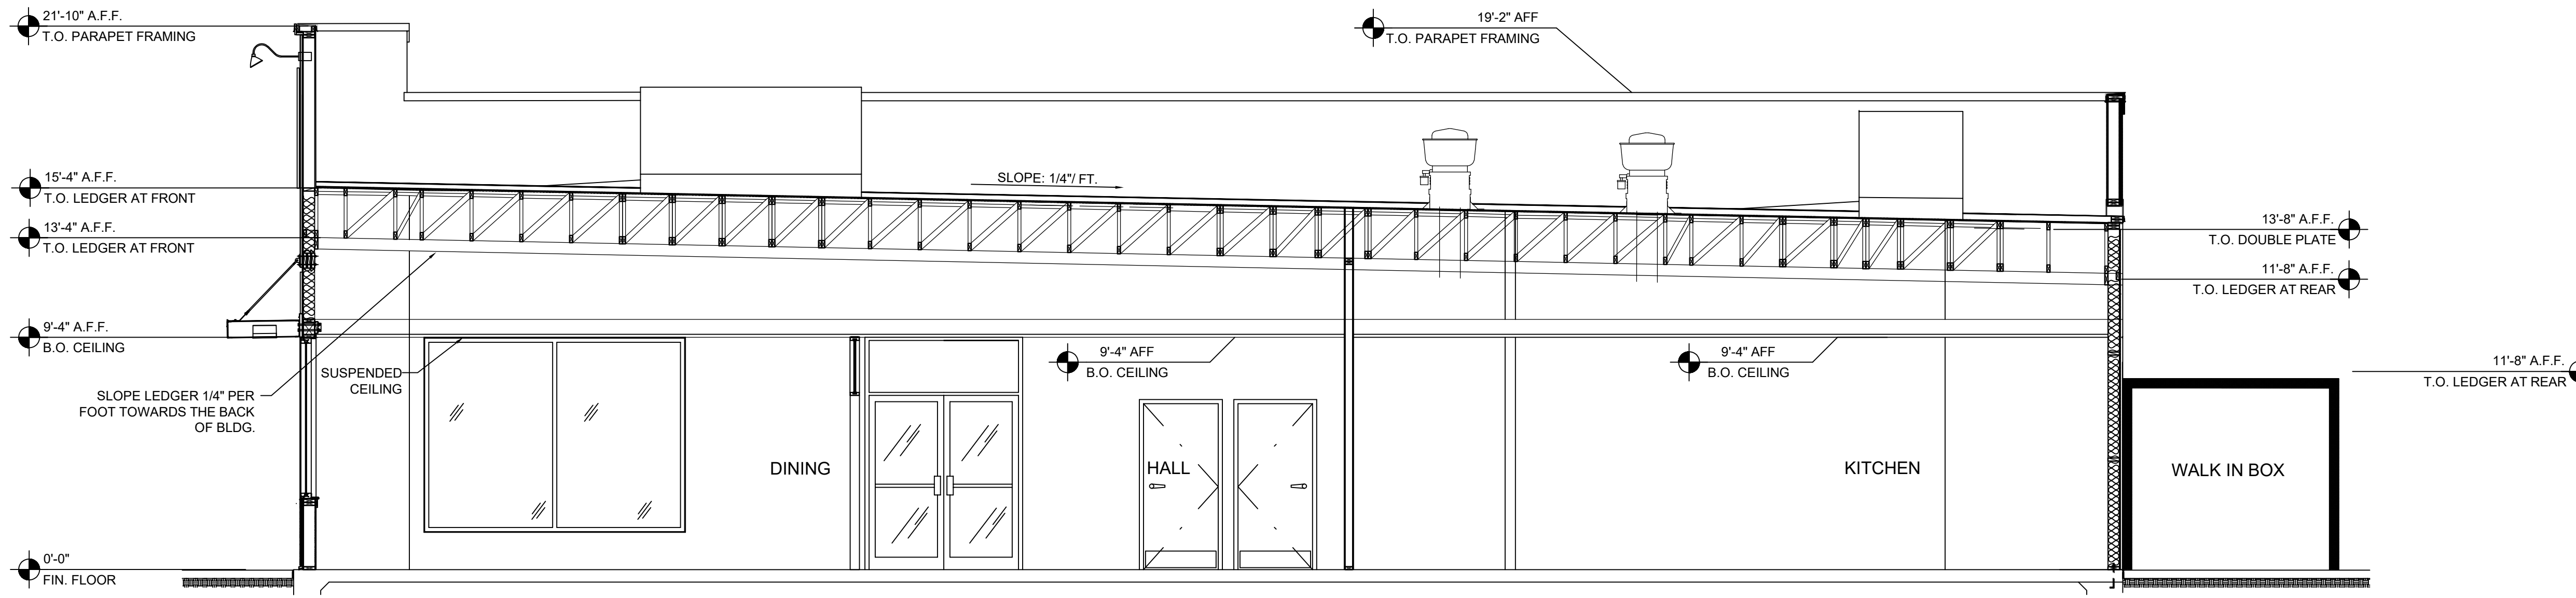 21'-10" A.F.F.
T.O. PARAPET FRAMING
19'-2" AFF
T.O. PARAPET FRAMING
15'-4" A.F.F.
T.O. LEDGER AT FRONT
SLOPE: 1/4"/ FT.
13'-4" A.F.F.
T.O. LEDGER AT FRONT
13'-8" A.F.F.
T.O. DOUBLE PLATE
11'-8" A.F.F.
T.O. LEDGER AT REAR
9'-4" A.F.F.
B.O. CEILING
9'-4" AFF
B.O. CEILING
9'-4" AFF
B.O. CEILING
11'-8" A.F.F.
T.O. LEDGER AT REAR
SUSPENDED
CEILING
SLOPE LEDGER 1/4" PER
FOOT TOWARDS THE BACK
OF BLDG.
DINING
HALL
KITCHEN
WALK IN BOX
0'-0"
FIN. FLOOR